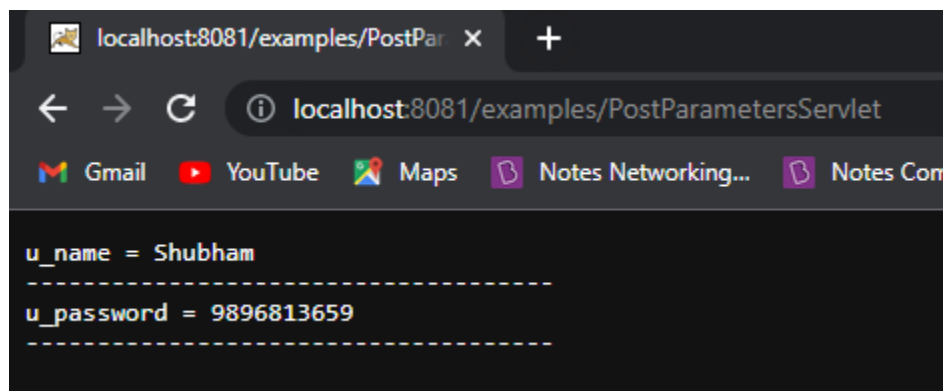 localhost:8081/examples/PostPar
localhost:8081/examples/PostParametersServlet
Gmail YouTube Maps Notes Networking... Notes Com
u_name = Shubham
-------------------------------------
u_password = 9896813659
-------------------------------------